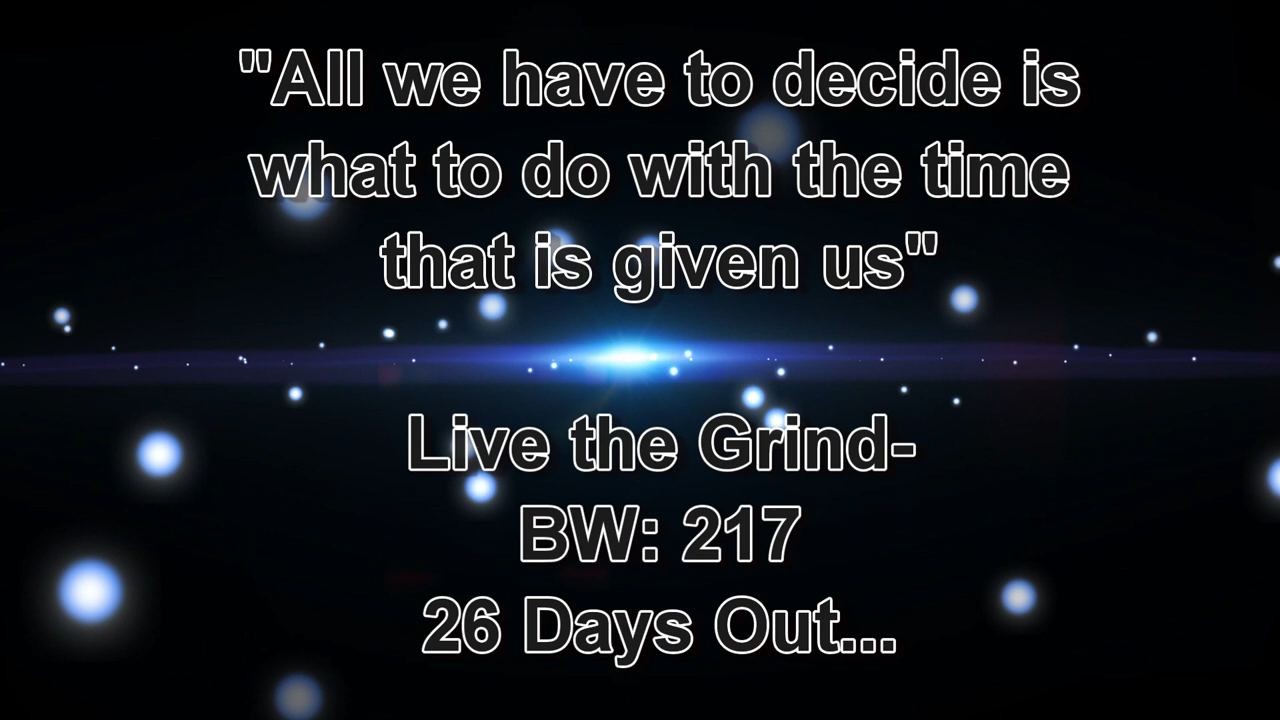 "All we have to decide is
what to do with the time
that is given us"
Live the Grind-
BW: 217
26 Days Out...